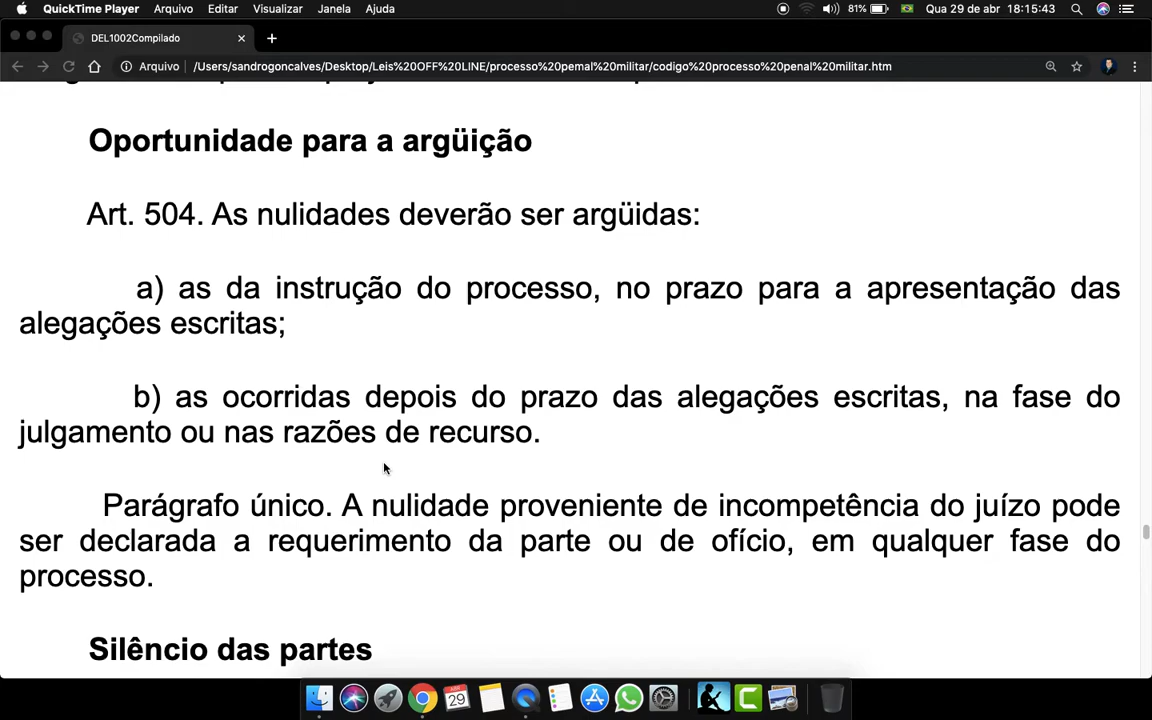 QuickTime Player Arquivo Editar Visualizar Janela Ajuda 81% Qua 29 de abr 18:15:43
DEL1002Compilado
Arquivo /Users/sandrogoncalves/Desktop/Leis%20OFF%20LINE/processo%20pemal%20militar/codigo%20processo%20penal%20militar.htm
Oportunidade para a argüição
Art. 504. As nulidades deverão ser argüidas:
a) as da instrução do processo, no prazo para a apresentação das
alegações escritas;
b) as ocorridas depois do prazo das alegações escritas, na fase do
julgamento ou nas razões de recurso.
Parágrafo único. A nulidade proveniente de incompetência do juízo pode
ser declarada a requerimento da parte ou de ofício, em qualquer fase do
processo.
Silêncio das partes
29